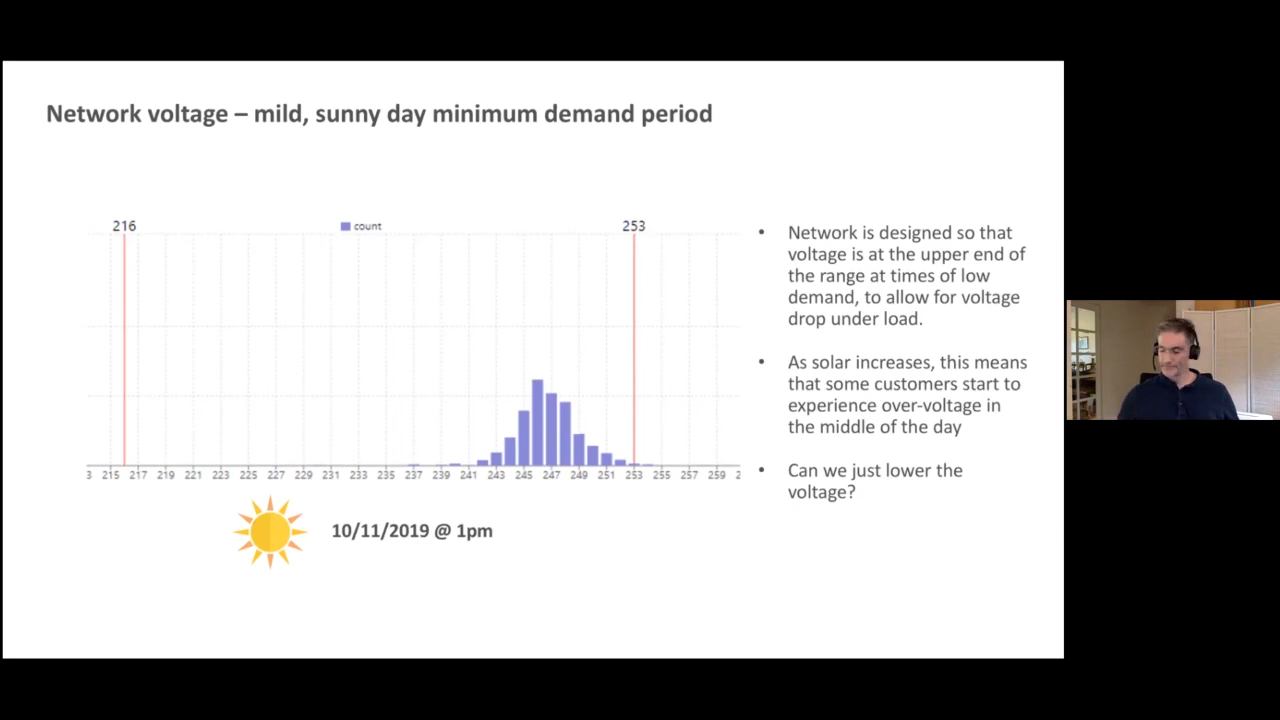 Network voltage – mild, sunny day minimum demand period
216
count
253
3 215 217 219 221 223 225 227 229 231 233 235 237 239 241 243 245 247 249 251 253 255 257 259 2
10/11/2019 @ 1pm
• Network is designed so that
voltage is at the upper end of
the range at times of low
demand, to allow for voltage
drop under load.
• As solar increases, this means
that some customers start to
experience over-voltage in
the middle of the day
• Can we just lower the
voltage?